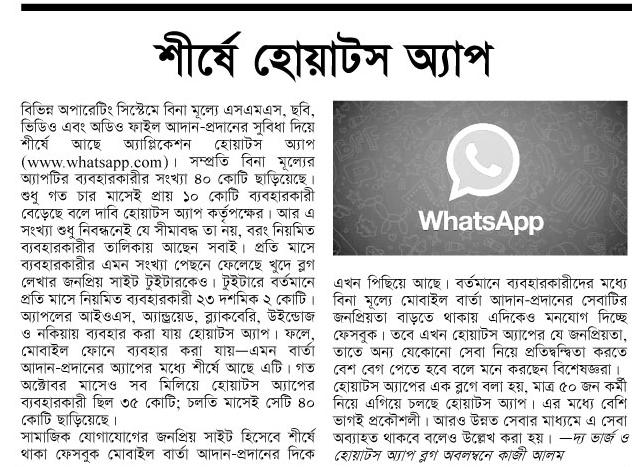 শীর্ষে হোয়াটস অ্যাপ
বিভিন্ন অপারেটিং সিস্টেমে বিনা মূল্যে এসএমএস, ছবি,
ভিডিও এবং অডিও ফাইল আদান-প্রদানের সুবিধা দিয়ে
শীর্ষে আছে অ্যাপ্লিকেশন হোয়াটস অ্যাপ
(www.whatsapp.com)। সম্প্রতি বিনা মূল্যের
অ্যাপটির ব্যবহারকারীর সংখ্যা ৪০ কোটি ছাড়িয়েছে।
শুধু গত চার মাসেই প্রায় ১০ কোটি ব্যবহারকারী
বেড়েছে বলে দাবি হোয়াটস অ্যাপ কর্তৃপক্ষের। আর এ
সংখ্যা শুধু নিবন্ধনেই যে সীমাবদ্ধ তা নয়, বরং নিয়মিত
ব্যবহারকারীর তালিকায় আছেন সবাই। প্রতি মাসে
ব্যবহারকারীর এমন সংখ্যা পেছনে ফেলেছে খুদে ব্লগ
লেখার জনপ্রিয় সাইট টুইটারকেও। টুইটারে বর্তমানে
প্রতি মাসে নিয়মিত ব্যবহারকারী ২৩ দশমিক ২ কোটি।
অ্যাপলের আইওএস, অ্যান্ড্রয়েড, ব্ল্যাকবেরি, উইন্ডোজ
ও নকিয়ায় ব্যবহার করা যায় হোয়াটস অ্যাপ। ফলে,
মোবাইল ফোনে ব্যবহার করা যায়—এমন বার্তা
আদান-প্রদানের অ্যাপের মধ্যে শীর্ষে আছে এটি। গত
অক্টোবর মাসেও সব মিলিয়ে হোয়াটস অ্যাপের
ব্যবহারকারী ছিল ৩৫ কোটি; চলতি মাসেই সেটি ৪০
কোটি ছাড়িয়েছে।
সামাজিক যোগাযোগের জনপ্রিয় সাইট হিসেবে শীর্ষে
থাকা ফেসবুক মোবাইল বার্তা আদান-প্রদানের দিকে
WhatsApp
এখন পিছিয়ে আছে। বর্তমানে ব্যবহারকারীদের মধ্যে
বিনা মূল্যে মোবাইল বার্তা আদান-প্রদানের সেবাটির
জনপ্রিয়তা বাড়তে থাকায় এদিকেও মনযোগ দিচ্ছে
ফেসবুক। তবে এখন হোয়াটস অ্যাপের যে জনপ্রিয়তা,
তাতে অন্য যেকোনো সেবা নিয়ে প্রতিদ্বন্দ্বিতা করতে
বেশ বেগ পেতে হবে বলে মনে করছেন বিশেষজ্ঞরা।
হোয়াটস অ্যাপের এক ব্লগে বলা হয়, মাত্র ৫০ জন কর্মী
নিয়ে এগিয়ে চলছে হোয়াটস অ্যাপ। এর মধ্যে বেশি
ভাগই প্রকৌশলী। আরও উন্নত সেবার মাধ্যমে এ সেবা
অব্যাহত থাকবে বলেও উল্লেখ করা হয়। —দ্য ভার্জ ও
হোয়াটস অ্যাপ ব্লগ অবলম্বনে কাজী আলম